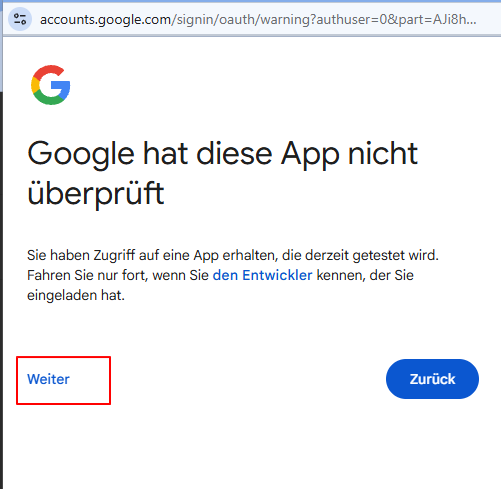 accounts.google.com/signin/oauth/warning?authuser=0&part=AJi8h...
Google hat diese App nicht
überprüft
Sie haben Zugriff auf eine App erhalten, die derzeit getestet wird.
Fahren Sie nur fort, wenn Sie den Entwickler kennen, der Sie
eingeladen hat.
Weiter
Zurück